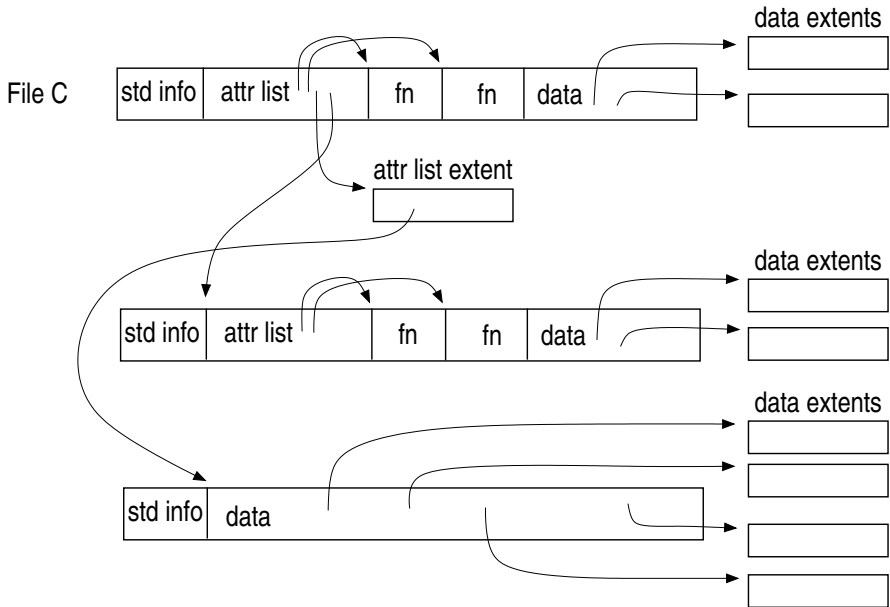 data extents
File C
std info
attr list
fn
fn
data
attr list extent
data extents
std info
attr list
fn
fn
data
data extents
std info
data